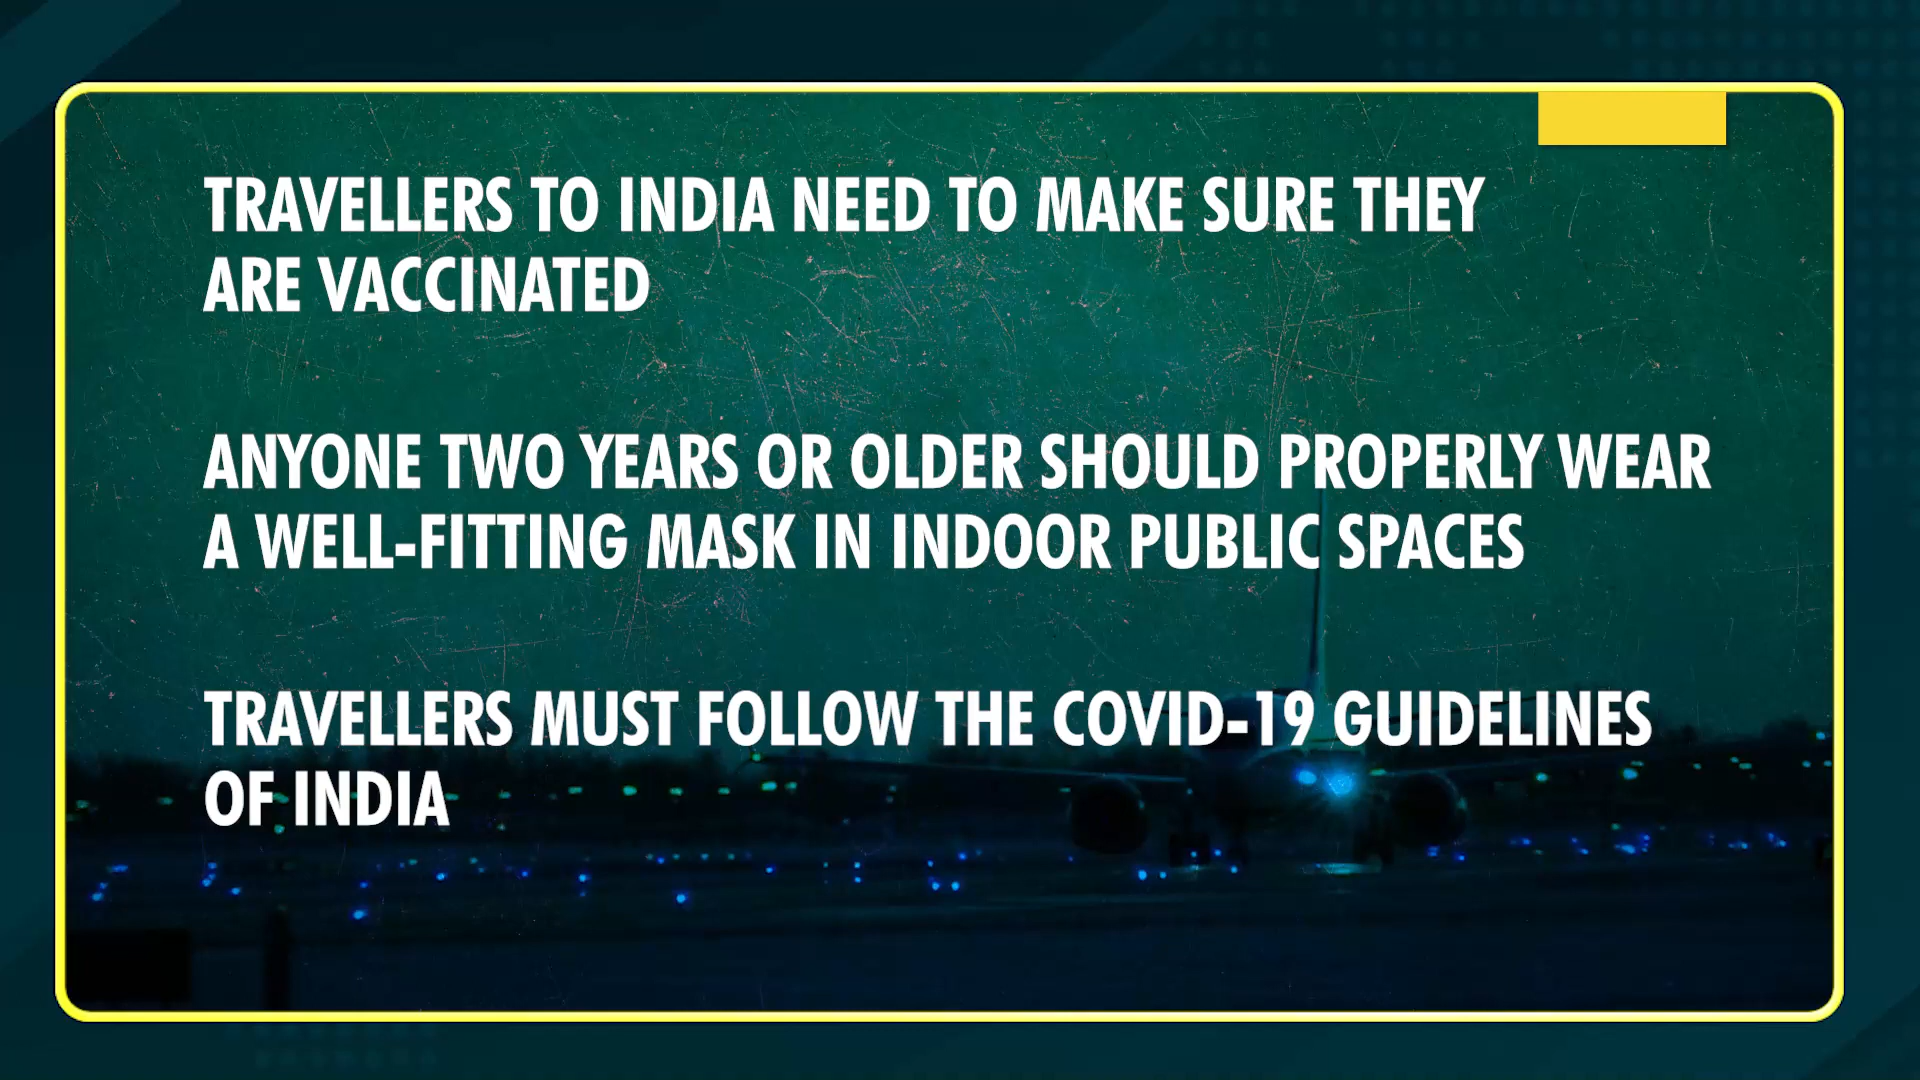 TRAVELLERS TO INDIA NEED TO MAKE SURE THEY
ARE VACCINATED
ANYONE TWO YEARS OR OLDER SHOULD PROPERLY WEAR
A WELL-FITTING MASK IN INDOOR PUBLIC SPACES
TRAVELLERS MUST FOLLOW THE COVID-19 GUIDELINES
OF INDIA